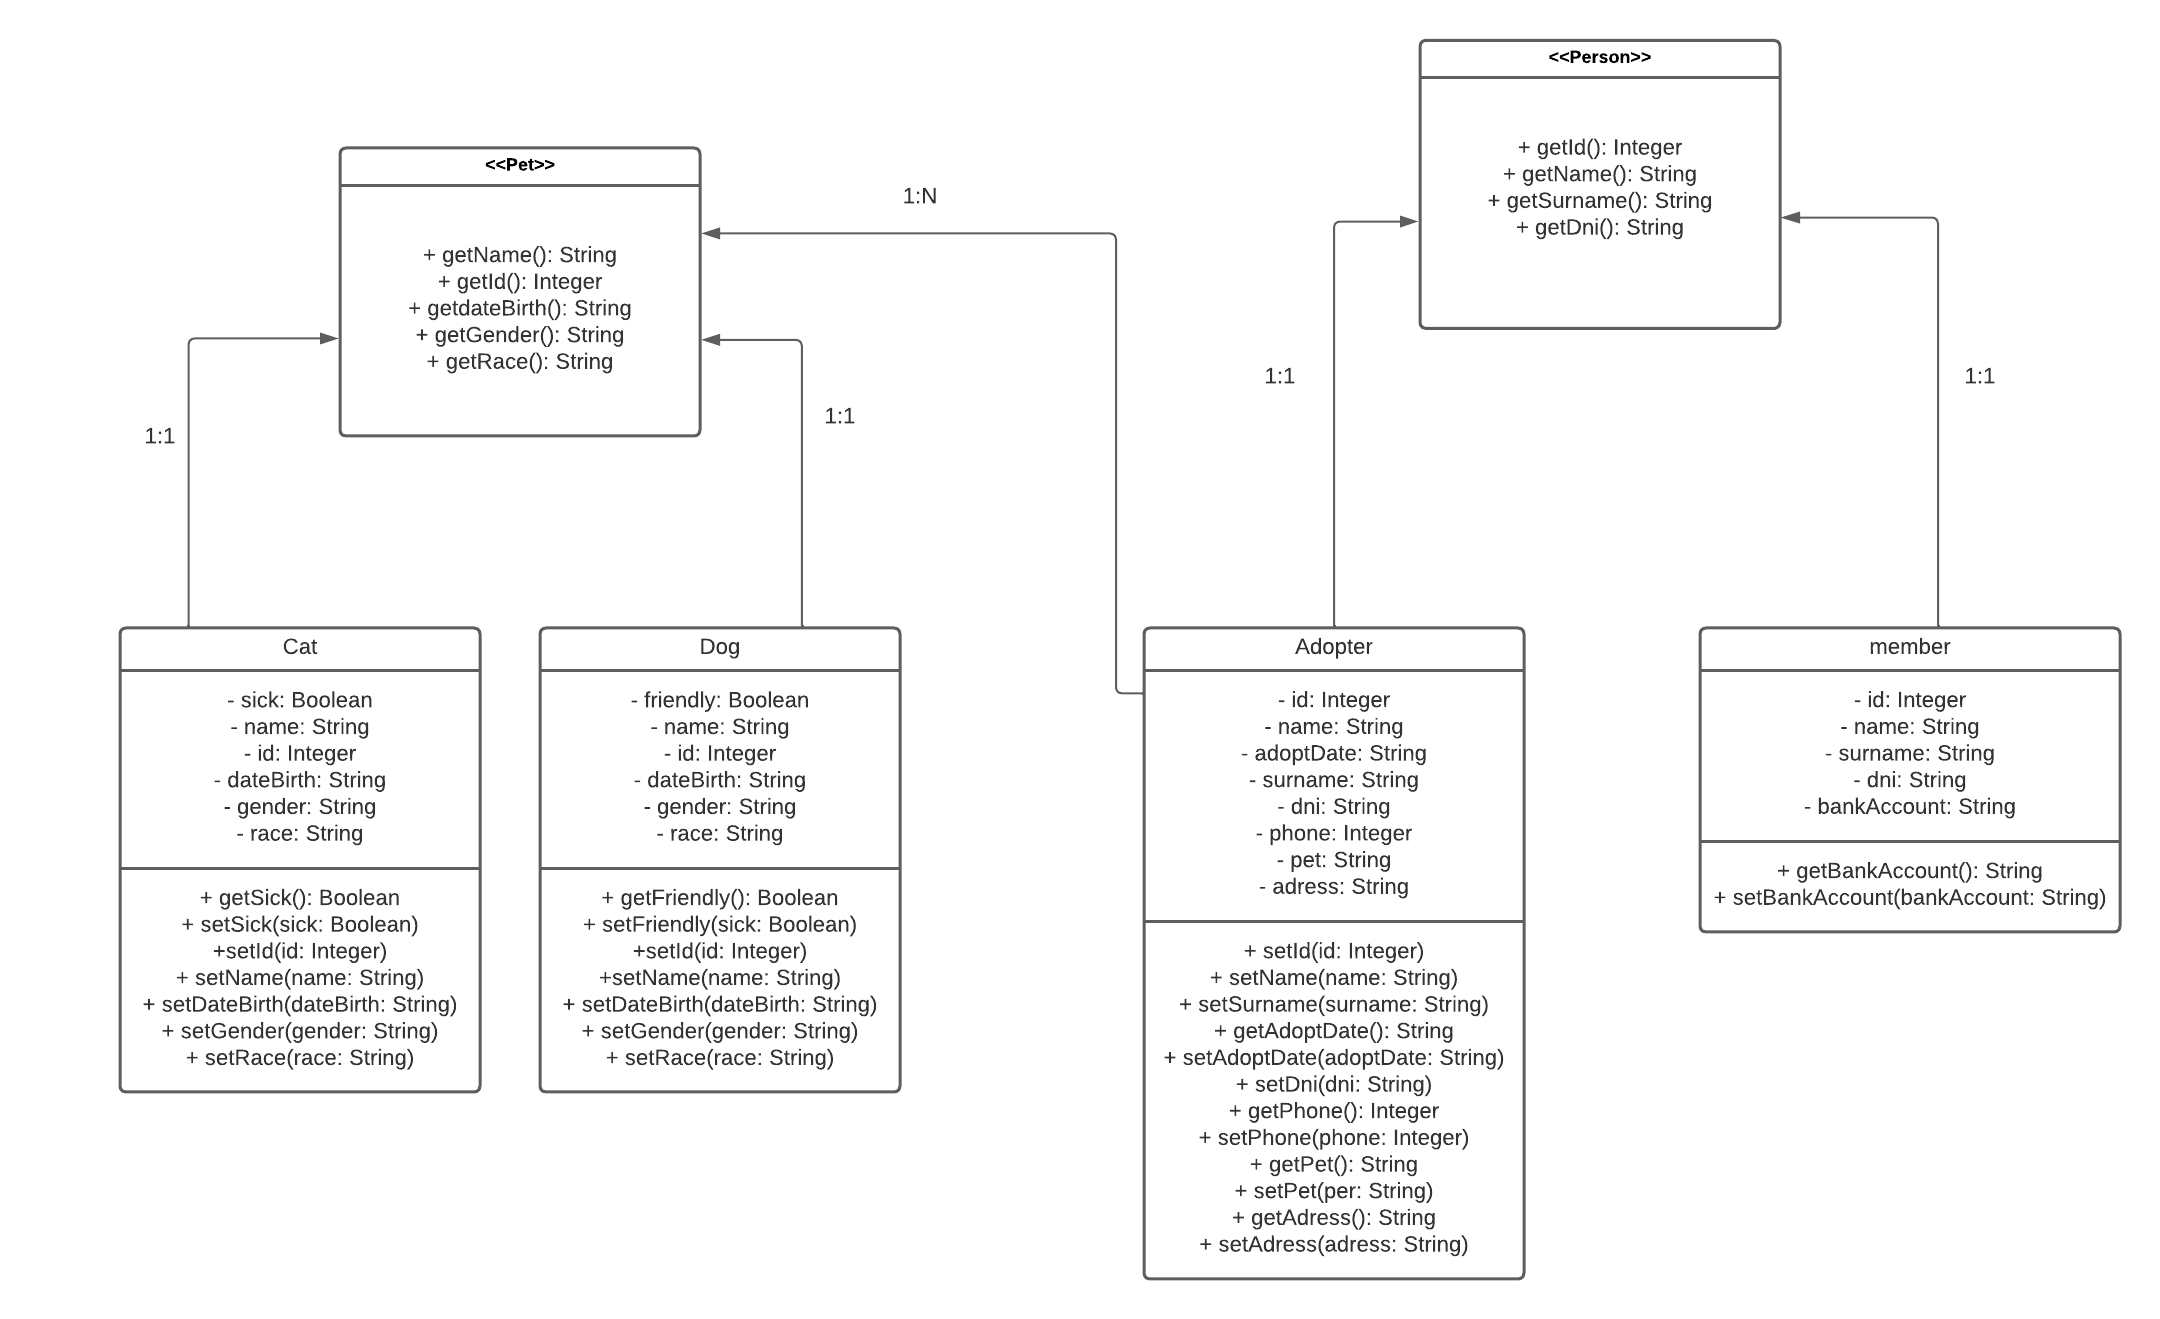 <<Person>>
+ getId(): Integer
+ getName(): String
+ getSurname(): String
+ getDni(): String
<<Pet>>
+ getName(): String
+ getId(): Integer
+ getdateBirth(): String
+ getGender(): String
+ getRace(): String
1:N
1:1
1:1
1:1
1:1
Cat
- sick: Boolean
- name: String
- id: Integer
- dateBirth: String
- gender: String
- race: String
+ getSick(): Boolean
+ setSick(sick: Boolean)
+setId(id: Integer)
+ setName(name: String)
+ setDateBirth(dateBirth: String)
+ setGender(gender: String)
+ setRace(race: String)
Dog
- friendly: Boolean
- name: String
- id: Integer
- dateBirth: String
- gender: String
- race: String
+ getFriendly(): Boolean
+ setFriendly(sick: Boolean)
+setId(id: Integer)
+setName(name: String)
+ setDateBirth(dateBirth: String)
+ setGender(gender: String)
+ setRace(race: String)
Adopter
- id: Integer
- name: String
- adoptDate: String
- surname: String
- dni: String
- phone: Integer
- pet: String
- adress: String
+ setId(id: Integer)
+ setName(name: String)
+ setSurname(surname: String)
+ getAdoptDate(): String
+ setAdoptDate(adoptDate: String)
+ setDni(dni: String)
+ getPhone(): Integer
+ setPhone(phone: Integer)
+ getPet(): String
+ setPet(per: String)
+ getAdress(): String
+ setAdress(adress: String)
member
- id: Integer
- name: String
- surname: String
- dni: String
- bankAccount: String
+ getBankAccount(): String
+ setBankAccount(bankAccount: String)